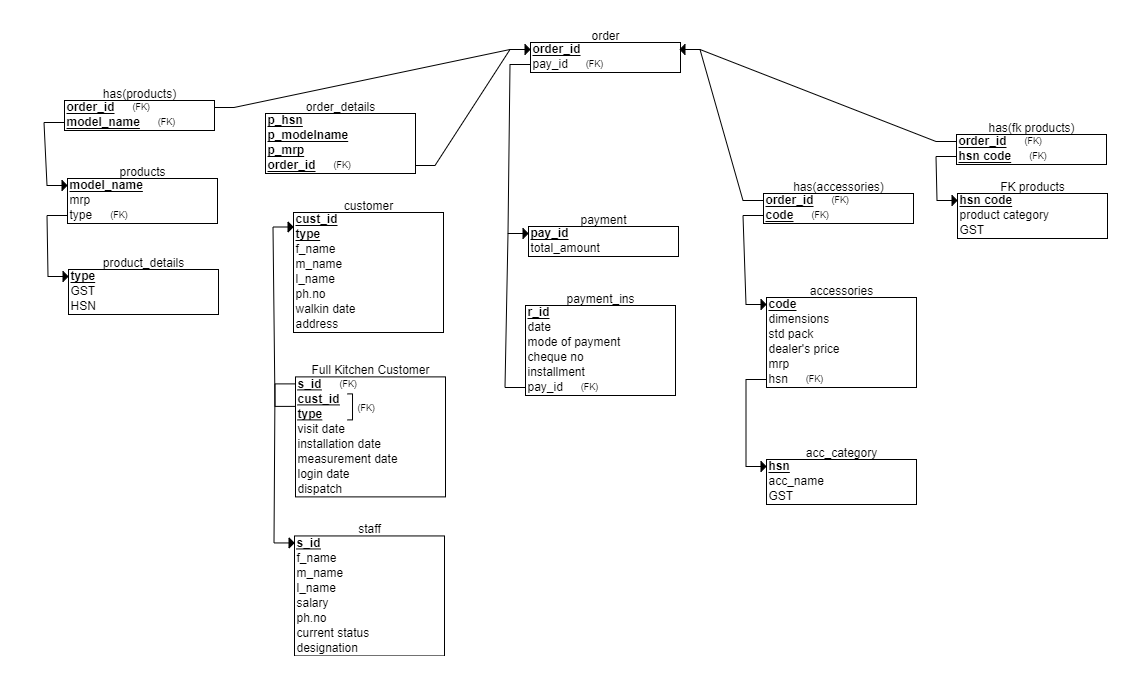 order
order_id
pay_id (FK)
has(products)
order_id (FK)
model_name (FK)
order_details
p_hsn
p_modelname
p_mrp
order_id (FK)
has(fk products)
order_id (FK)
hsn code (FK)
products
model_name
mrp
type (FK)
has(accessories)
order_id (FK)
code (FK)
FK products
hsn code
product category
GST
customer
cust_id
type
f_name
m_name
l_name
ph.no
walkin date
address
payment
pay_id
total_amount
product_details
type
GST
HSN
payment_ins
r_id
date
mode of payment
cheque no
installment
pay_id (FK)
accessories
code
dimensions
std pack
dealer's price
mrp
hsn (FK)
Full Kitchen Customer
s_id (FK)
cust_id
type
(FK)
visit date
installation date
measurement date
login date
dispatch
acc_category
hsn
acc_name
GST
staff
s_id
f_name
m_name
l_name
salary
ph.no
current status
designation